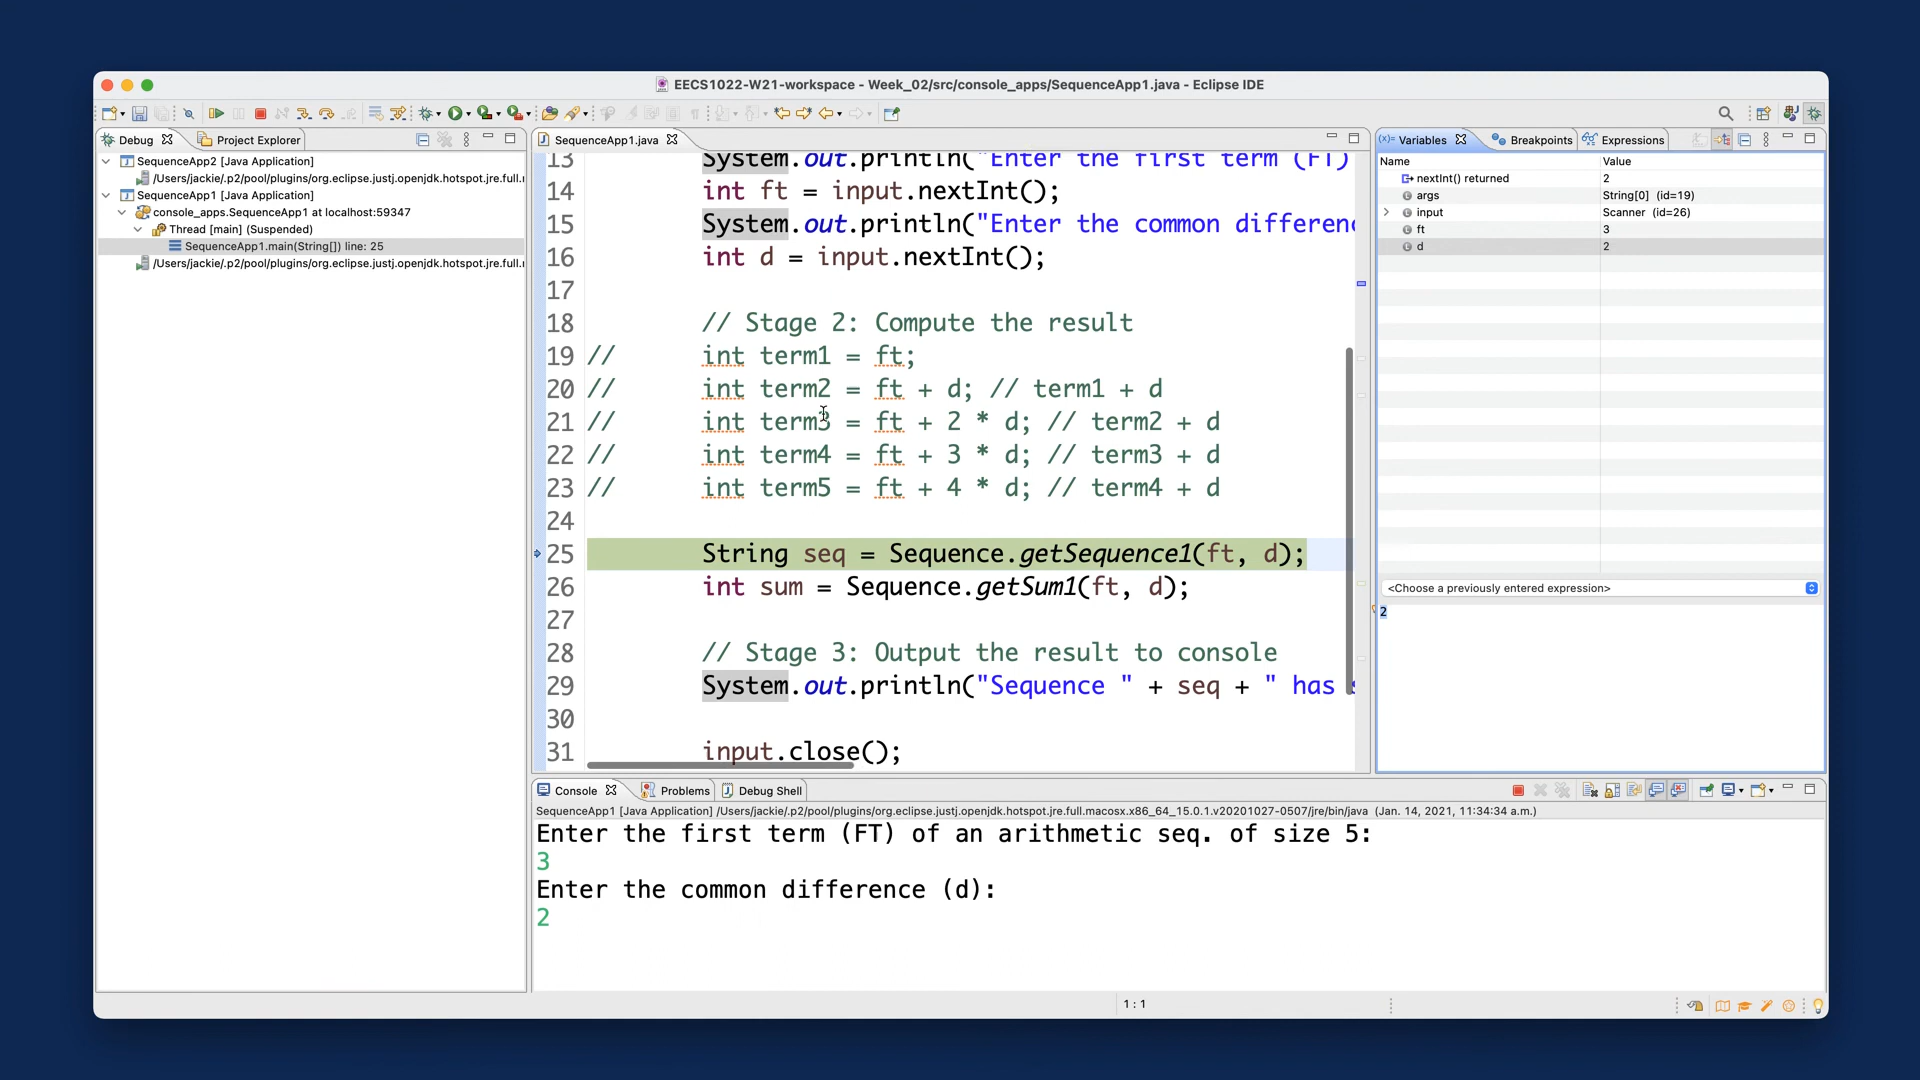 EECS1022-W21-workspace - Week_02/src/console_apps/SequenceApp1.java - Eclipse IDE
Debug
Project Explorer
SequenceApp2 [Java Application]
/Users/jackie/.p2/pool/plugins/org.eclipse.justj.openjdk.hotspot.jre.full.
SequenceApp1 [Java Application]
console_apps.SequenceApp1 at localhost:59347
Thread [main] (Suspended)
SequenceApp1.main(String[]) line: 25
/Users/jackie/.p2/pool/plugins/org.eclipse.justj.openjdk.hotspot.jre.full.
SequenceApp1.java
13 System.out.println("Enter the first term (FT)
14 int ft = input.nextInt();
15 System.out.println("Enter the common differenc
16 int d = input.nextInt();
17
18 // Stage 2: Compute the result
19 // int term1 = ft;
20 // int term2 = ft + d; // term1 + d
21 // int term3 = ft + 2 * d; // term2 + d
22 // int term4 = ft + 3 * d; // term3 + d
23 // int term5 = ft + 4 * d; // term4 + d
24
25 String seq = Sequence.getSequence1(ft, d);
26 int sum = Sequence.getSum1(ft, d);
27
28 // Stage 3: Output the result to console
29 System.out.println("Sequence " + seq + " has
30
31 input.close();
(x)= Variables
Breakpoints
Expressions
Name Value
nextInt() returned 2
args String[0] (id=19)
input Scanner (id=26)
ft 3
d 2
<Choose a previously entered expression>
2
Console
Problems
Debug Shell
SequenceApp1 [Java Application] /Users/jackie/.p2/pool/plugins/org.eclipse.justj.openjdk.hotspot.jre.full.macosx.x86_64_15.0.1.v20201027-0507/jre/bin/java (Jan. 14, 2021, 11:34:34 a.m.)
Enter the first term (FT) of an arithmetic seq. of size 5:
3
Enter the common difference (d):
2
1 : 1